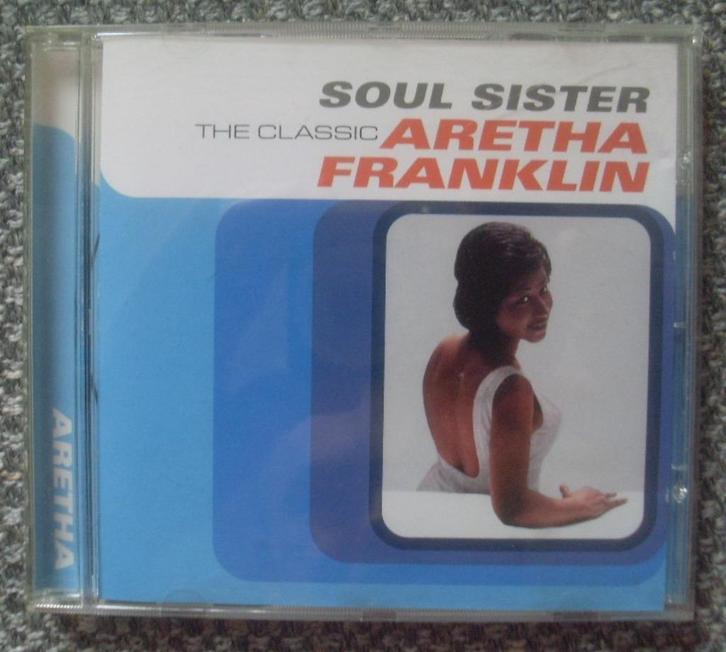 SOUL SISTER
THE CLASSIC ARETHA
FRANKLIN
ARETHA